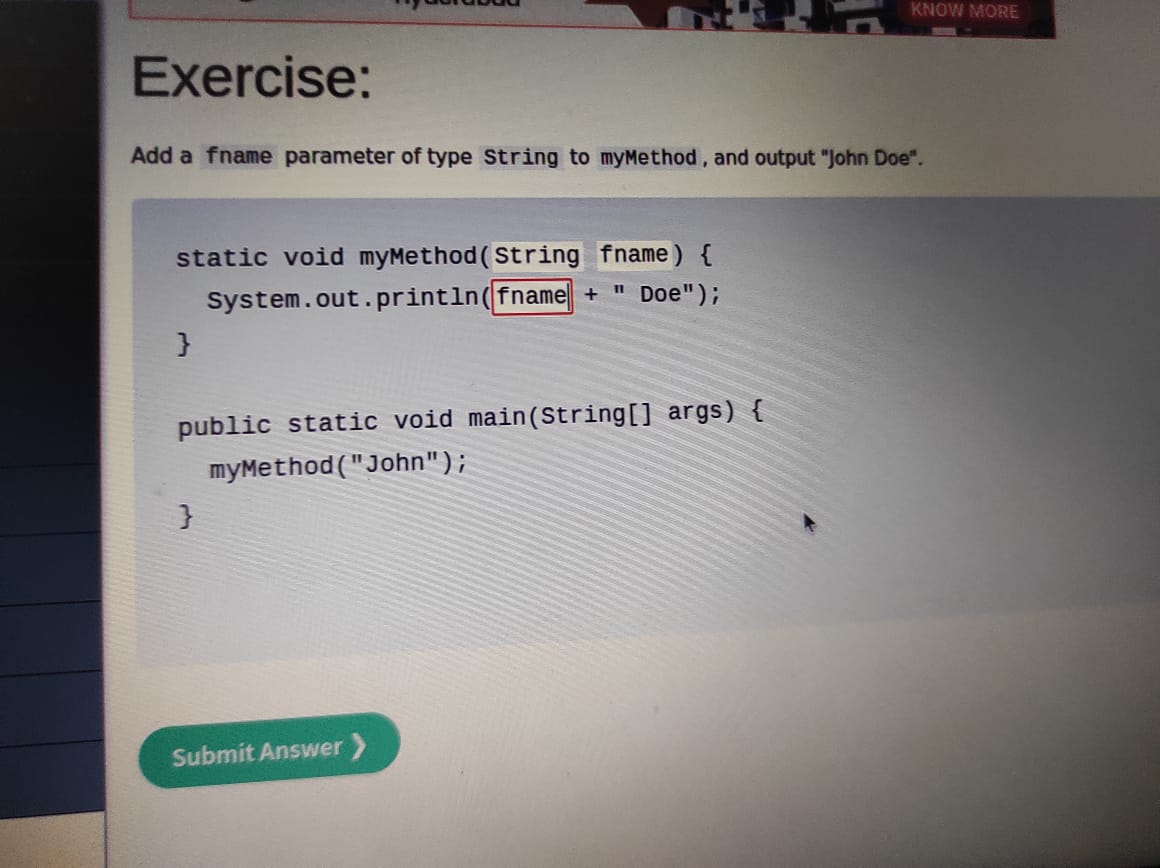 KNOW MORE
Exercise:
Add a fname parameter of type String to myMethod, and output "John Doe".
static void myMethod(String fname) {
System.out.println(fname + " Doe");
}
public static void main(String[] args) {
myMethod("John");
}
Submit Answer ❯